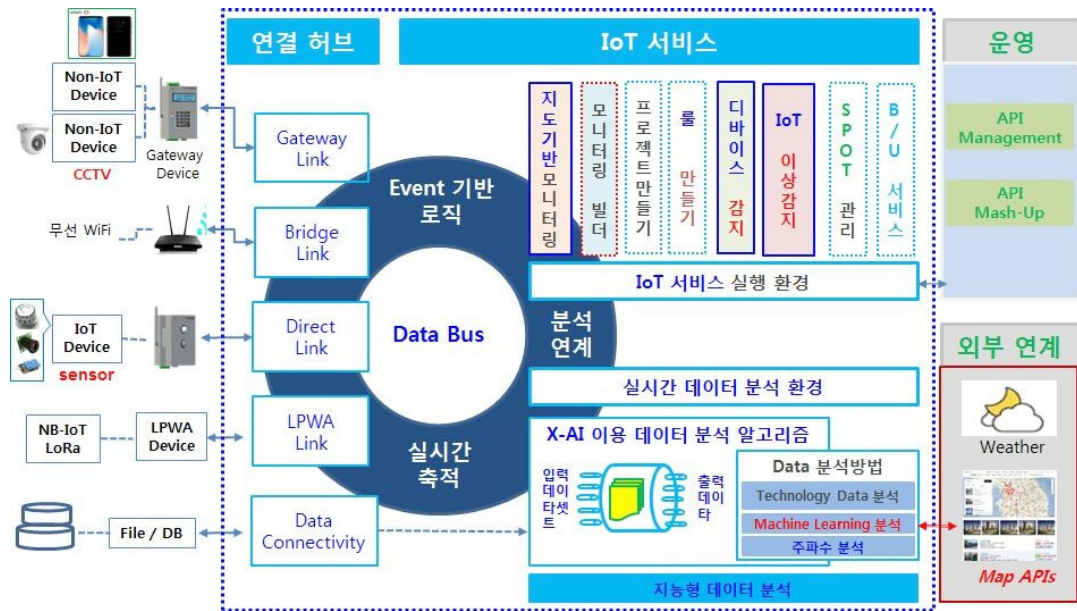 연결 허브
IoT 서비스
운영
Non-IoT
Device
Non-IoT
Device
CCTV
Gateway
Device
무선 WiFi
IoT
Device
sensor
NB-IoT
LoRa
LPWA
Device
File / DB
Gateway
Link
Bridge
Link
Direct
Link
LPWA
Link
Data
Connectivity
Event 기반
로직
Data Bus
분석
연계
실시간
축적
지도기반모니터링
모니터링 빌더
프로젝트만들기
룰 만들기
디바이스 감지
IoT 이상감지
SPOT 관리
B/U 서비스
IoT 서비스 실행 환경
실시간 데이터 분석 환경
X-AI 이용 데이터 분석 알고리즘
입력
데이
타셋
트
출력
데이
타
Data 분석방법
Technology Data 분석
Machine Learning 분석
주파수 분석
지능형 데이터 분석
API
Management
API
Mash-Up
외부 연계
Weather
Map APIs